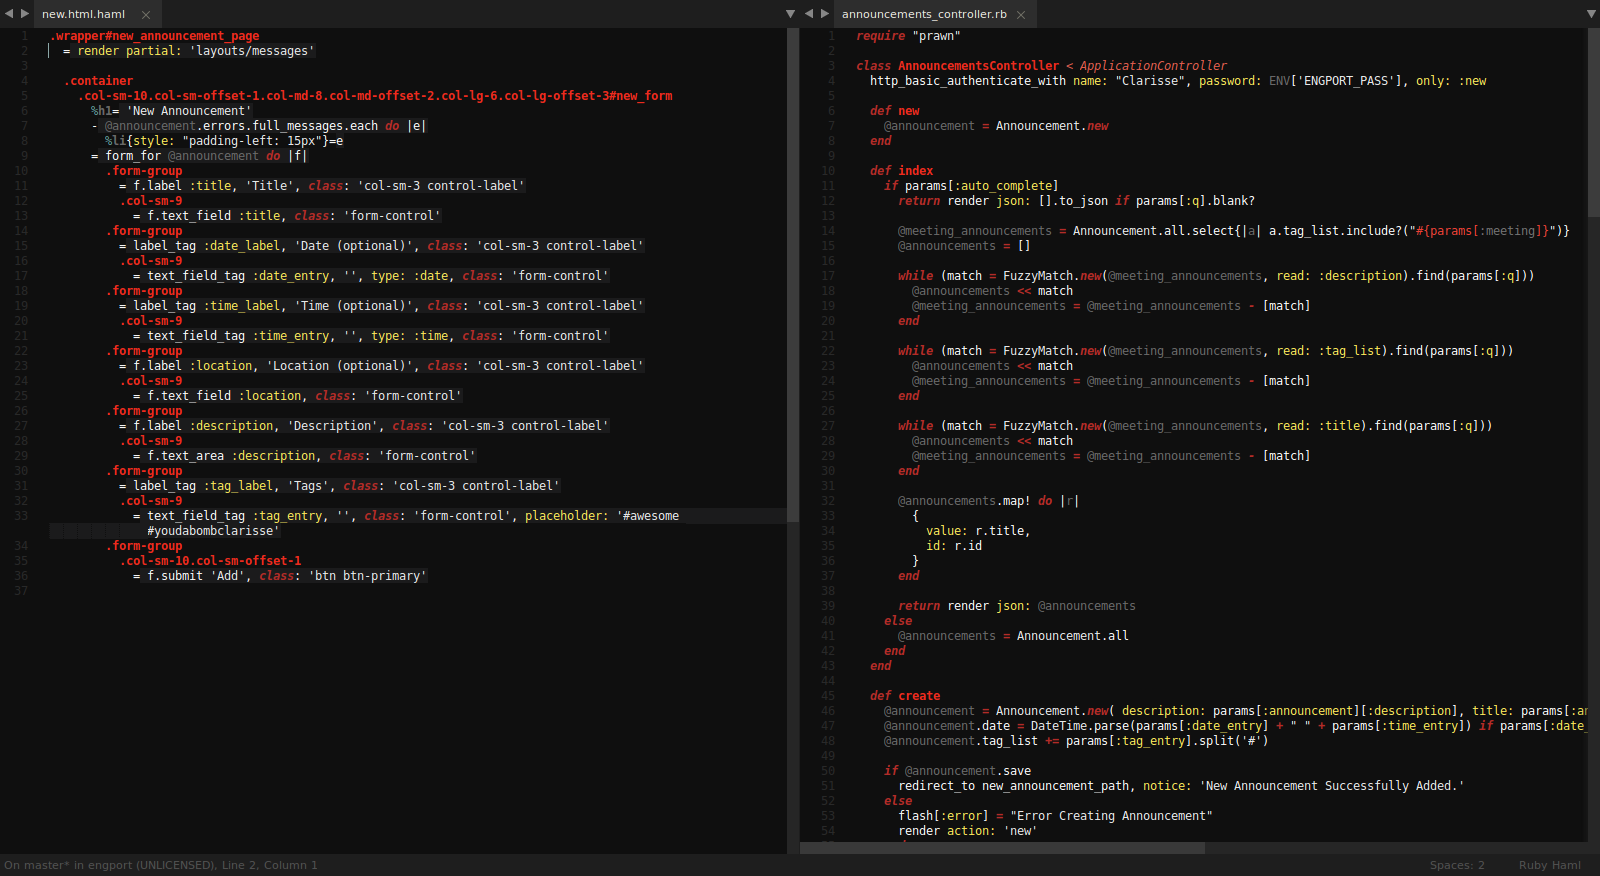 new.html.haml ×
1 .wrapper#new_announcement_page
2 = render partial: 'layouts/messages'
3
4 .container
5 .col-sm-10.col-sm-offset-1.col-md-8.col-md-offset-2.col-lg-6.col-lg-offset-3#new_form
6 %h1= 'New Announcement'
7 - @announcement.errors.full_messages.each do |e|
8 %li{style: "padding-left: 15px"}=e
9 = form_for @announcement do |f|
10 .form-group
11 = f.label :title, 'Title', class: 'col-sm-3 control-label'
12 .col-sm-9
13 = f.text_field :title, class: 'form-control'
14 .form-group
15 = label_tag :date_label, 'Date (optional)', class: 'col-sm-3 control-label'
16 .col-sm-9
17 = text_field_tag :date_entry, '', type: :date, class: 'form-control'
18 .form-group
19 = label_tag :time_label, 'Time (optional)', class: 'col-sm-3 control-label'
20 .col-sm-9
21 = text_field_tag :time_entry, '', type: :time, class: 'form-control'
22 .form-group
23 = f.label :location, 'Location (optional)', class: 'col-sm-3 control-label'
24 .col-sm-9
25 = f.text_field :location, class: 'form-control'
26 .form-group
27 = f.label :description, 'Description', class: 'col-sm-3 control-label'
28 .col-sm-9
29 = f.text_area :description, class: 'form-control'
30 .form-group
31 = label_tag :tag_label, 'Tags', class: 'col-sm-3 control-label'
32 .col-sm-9
33 = text_field_tag :tag_entry, '', class: 'form-control', placeholder: '#awesome
#youdabombclarisse'
34 .form-group
35 .col-sm-10.col-sm-offset-1
36 = f.submit 'Add', class: 'btn btn-primary'
37
announcements_controller.rb ×
1 require "prawn"
2
3 class AnnouncementsController < ApplicationController
4 http_basic_authenticate_with name: "Clarisse", password: ENV['ENGPORT_PASS'], only: :new
5
6 def new
7 @announcement = Announcement.new
8 end
9
10 def index
11 if params[:auto_complete]
12 return render json: [].to_json if params[:q].blank?
13
14 @meeting_announcements = Announcement.all.select{|a| a.tag_list.include?("#{params[:meeting]}")}
15 @announcements = []
16
17 while (match = FuzzyMatch.new(@meeting_announcements, read: :description).find(params[:q]))
18 @announcements << match
19 @meeting_announcements = @meeting_announcements - [match]
20 end
21
22 while (match = FuzzyMatch.new(@meeting_announcements, read: :tag_list).find(params[:q]))
23 @announcements << match
24 @meeting_announcements = @meeting_announcements - [match]
25 end
26
27 while (match = FuzzyMatch.new(@meeting_announcements, read: :title).find(params[:q]))
28 @announcements << match
29 @meeting_announcements = @meeting_announcements - [match]
30 end
31
32 @announcements.map! do |r|
33 {
34 value: r.title,
35 id: r.id
36 }
37 end
38
39 return render json: @announcements
40 else
41 @announcements = Announcement.all
42 end
43 end
44
45 def create
46 @announcement = Announcement.new( description: params[:announcement][:description], title: params[:an
47 @announcement.date = DateTime.parse(params[:date_entry] + " " + params[:time_entry]) if params[:date_
48 @announcement.tag_list += params[:tag_entry].split('#')
49
50 if @announcement.save
51 redirect_to new_announcement_path, notice: 'New Announcement Successfully Added.'
52 else
53 flash[:error] = "Error Creating Announcement"
54 render action: 'new'
On master* in engport (UNLICENSED), Line 2, Column 1
Spaces: 2 Ruby Haml